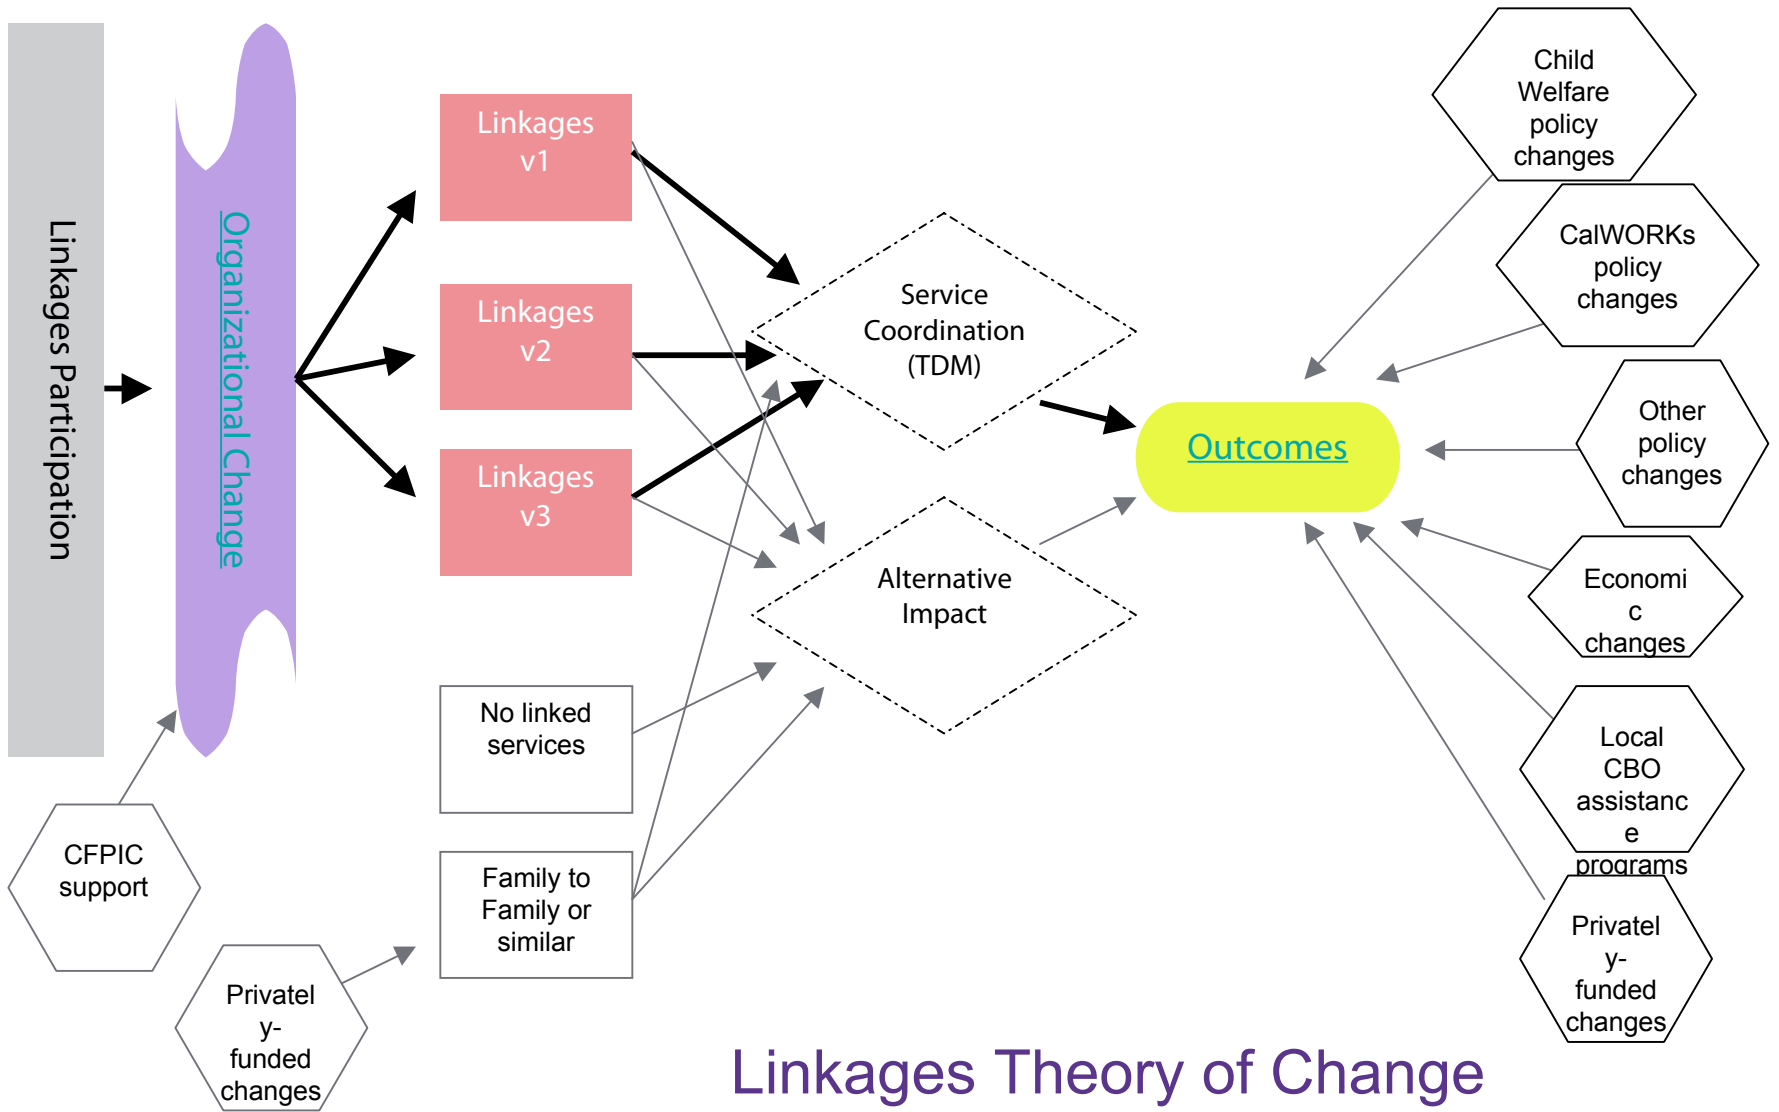 Linkages Participation
Organizational Change
Linkages
v1
Linkages
v2
Linkages
v3
No linked
services
Family to
Family or
similar
CFPIC
support
Privatel
y-
funded
changes
Service
Coordination
(TDM)
Alternative
Impact
Outcomes
Child
Welfare
policy
changes
CalWORKs
policy
changes
Other
policy
changes
Economi
c
changes
Local
CBO
assistanc
e
programs
Privatel
y-
funded
changes
Linkages Theory of Change